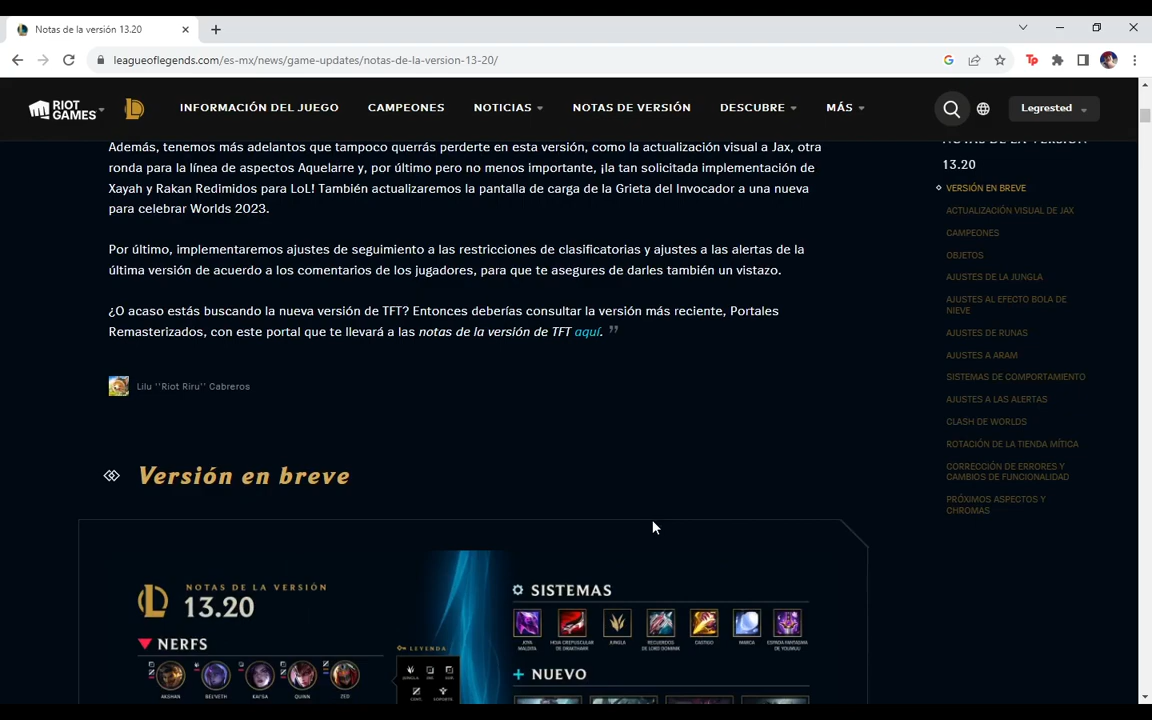 Notas de la versión 13.20
leagueoflegends.com/es-mx/news/game-updates/notas-de-la-version-13-20/
RIOT GAMES
INFORMACIÓN DEL JUEGO CAMPEONES NOTICIAS NOTAS DE VERSIÓN DESCUBRE MÁS Legrested
Además, tenemos más adelantos que tampoco querrás perderte en esta versión, como la actualización visual a Jax, otra
ronda para la línea de aspectos Aquelarre y, por último pero no menos importante, ¡la tan solicitada implementación de
Xayah y Rakan Redimidos para LoL! También actualizaremos la pantalla de carga de la Grieta del Invocador a una nueva
para celebrar Worlds 2023.
Por último, implementaremos ajustes de seguimiento a las restricciones de clasificatorias y ajustes a las alertas de la
última versión de acuerdo a los comentarios de los jugadores, para que te asegures de darles también un vistazo.
¿O acaso estás buscando la nueva versión de TFT? Entonces deberías consultar la versión más reciente, Portales
Remasterizados, con este portal que te llevará a las notas de la versión de TFT aquí. ”
Lilu ''Riot Riru'' Cabreros
Versión en breve
NOTAS DE LA VERSIÓN
13.20
NERFS
AKSHAN BEL'VETH KAI'SA QUINN ZED
LEYENDA
JUNGLA
SISTEMAS
JOYA MALDITA
HOJA CREPUSCULAR DE DRAKTHARR
JUNGLA
RECUERDOS DE LORD DOMINIK
CASTIGO
MARCA
ESPADA FANTASMA DE YOUMUU
NUEVO
NOTAS DE LA VERSIÓN
13.20
VERSIÓN EN BREVE
ACTUALIZACIÓN VISUAL DE JAX
CAMPEONES
OBJETOS
AJUSTES DE LA JUNGLA
AJUSTES AL EFECTO BOLA DE
NIEVE
AJUSTES DE RUNAS
AJUSTES A ARAM
SISTEMAS DE COMPORTAMIENTO
AJUSTES A LAS ALERTAS
CLASH DE WORLDS
ROTACIÓN DE LA TIENDA MÍTICA
CORRECCIÓN DE ERRORES Y
CAMBIOS DE FUNCIONALIDAD
PRÓXIMOS ASPECTOS Y
CHROMAS